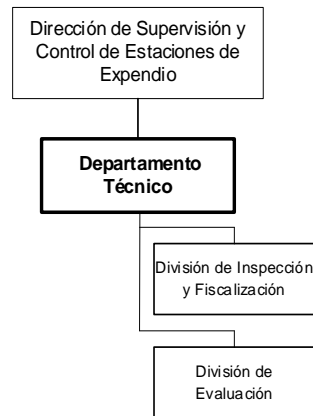 Dirección de Supervisión y
Control de Estaciones de
Expendio
Departamento
Técnico
División de Inspección
y Fiscalización
División de
Evaluación